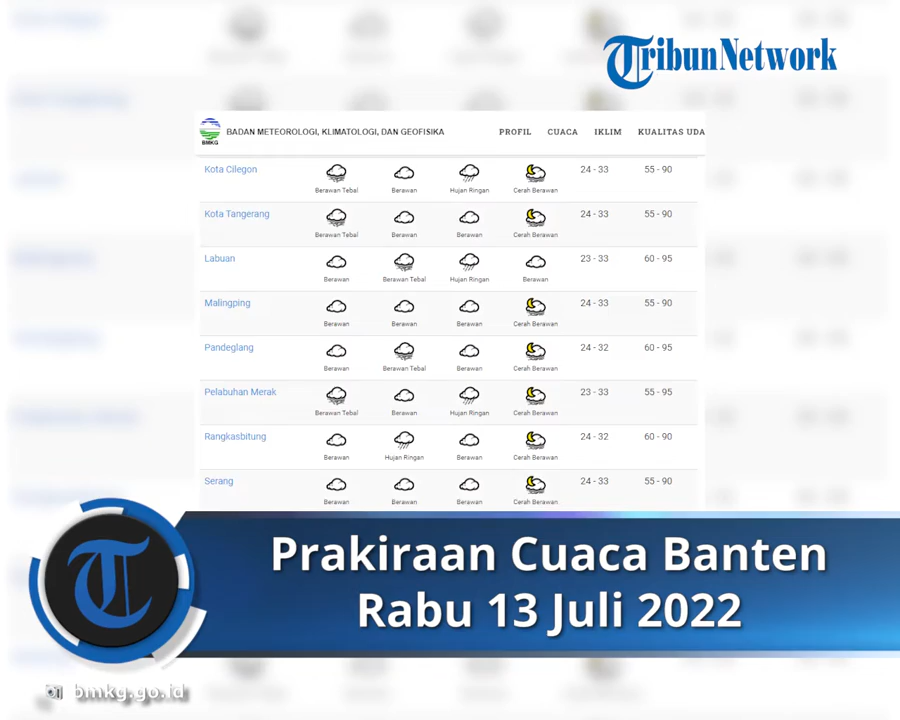 TribunNetwork
BMKG
BADAN METEOROLOGI, KLIMATOLOGI, DAN GEOFISIKA PROFIL CUACA IKLIM KUALITAS UDA
Kota Cilegon Berawan Tebal Berawan Hujan Ringan Cerah Berawan 24 - 33 55 - 90
Kota Tangerang Berawan Tebal Berawan Berawan Cerah Berawan 24 - 33 55 - 90
Labuan Berawan Berawan Tebal Hujan Ringan Berawan 23 - 33 60 - 95
Malingping Berawan Berawan Berawan Cerah Berawan 24 - 33 55 - 90
Pandeglang Berawan Berawan Tebal Berawan Cerah Berawan 24 - 32 60 - 95
Pelabuhan Merak Berawan Tebal Berawan Hujan Ringan Cerah Berawan 24 - 33 55 - 95
Rangkasbitung Berawan Hujan Ringan Berawan Cerah Berawan 24 - 32 60 - 90
Serang Berawan Berawan Berawan Cerah Berawan 24 - 33 55 - 90
Prakiraan Cuaca Banten
Rabu 13 Juli 2022
T
bmkg.go.id